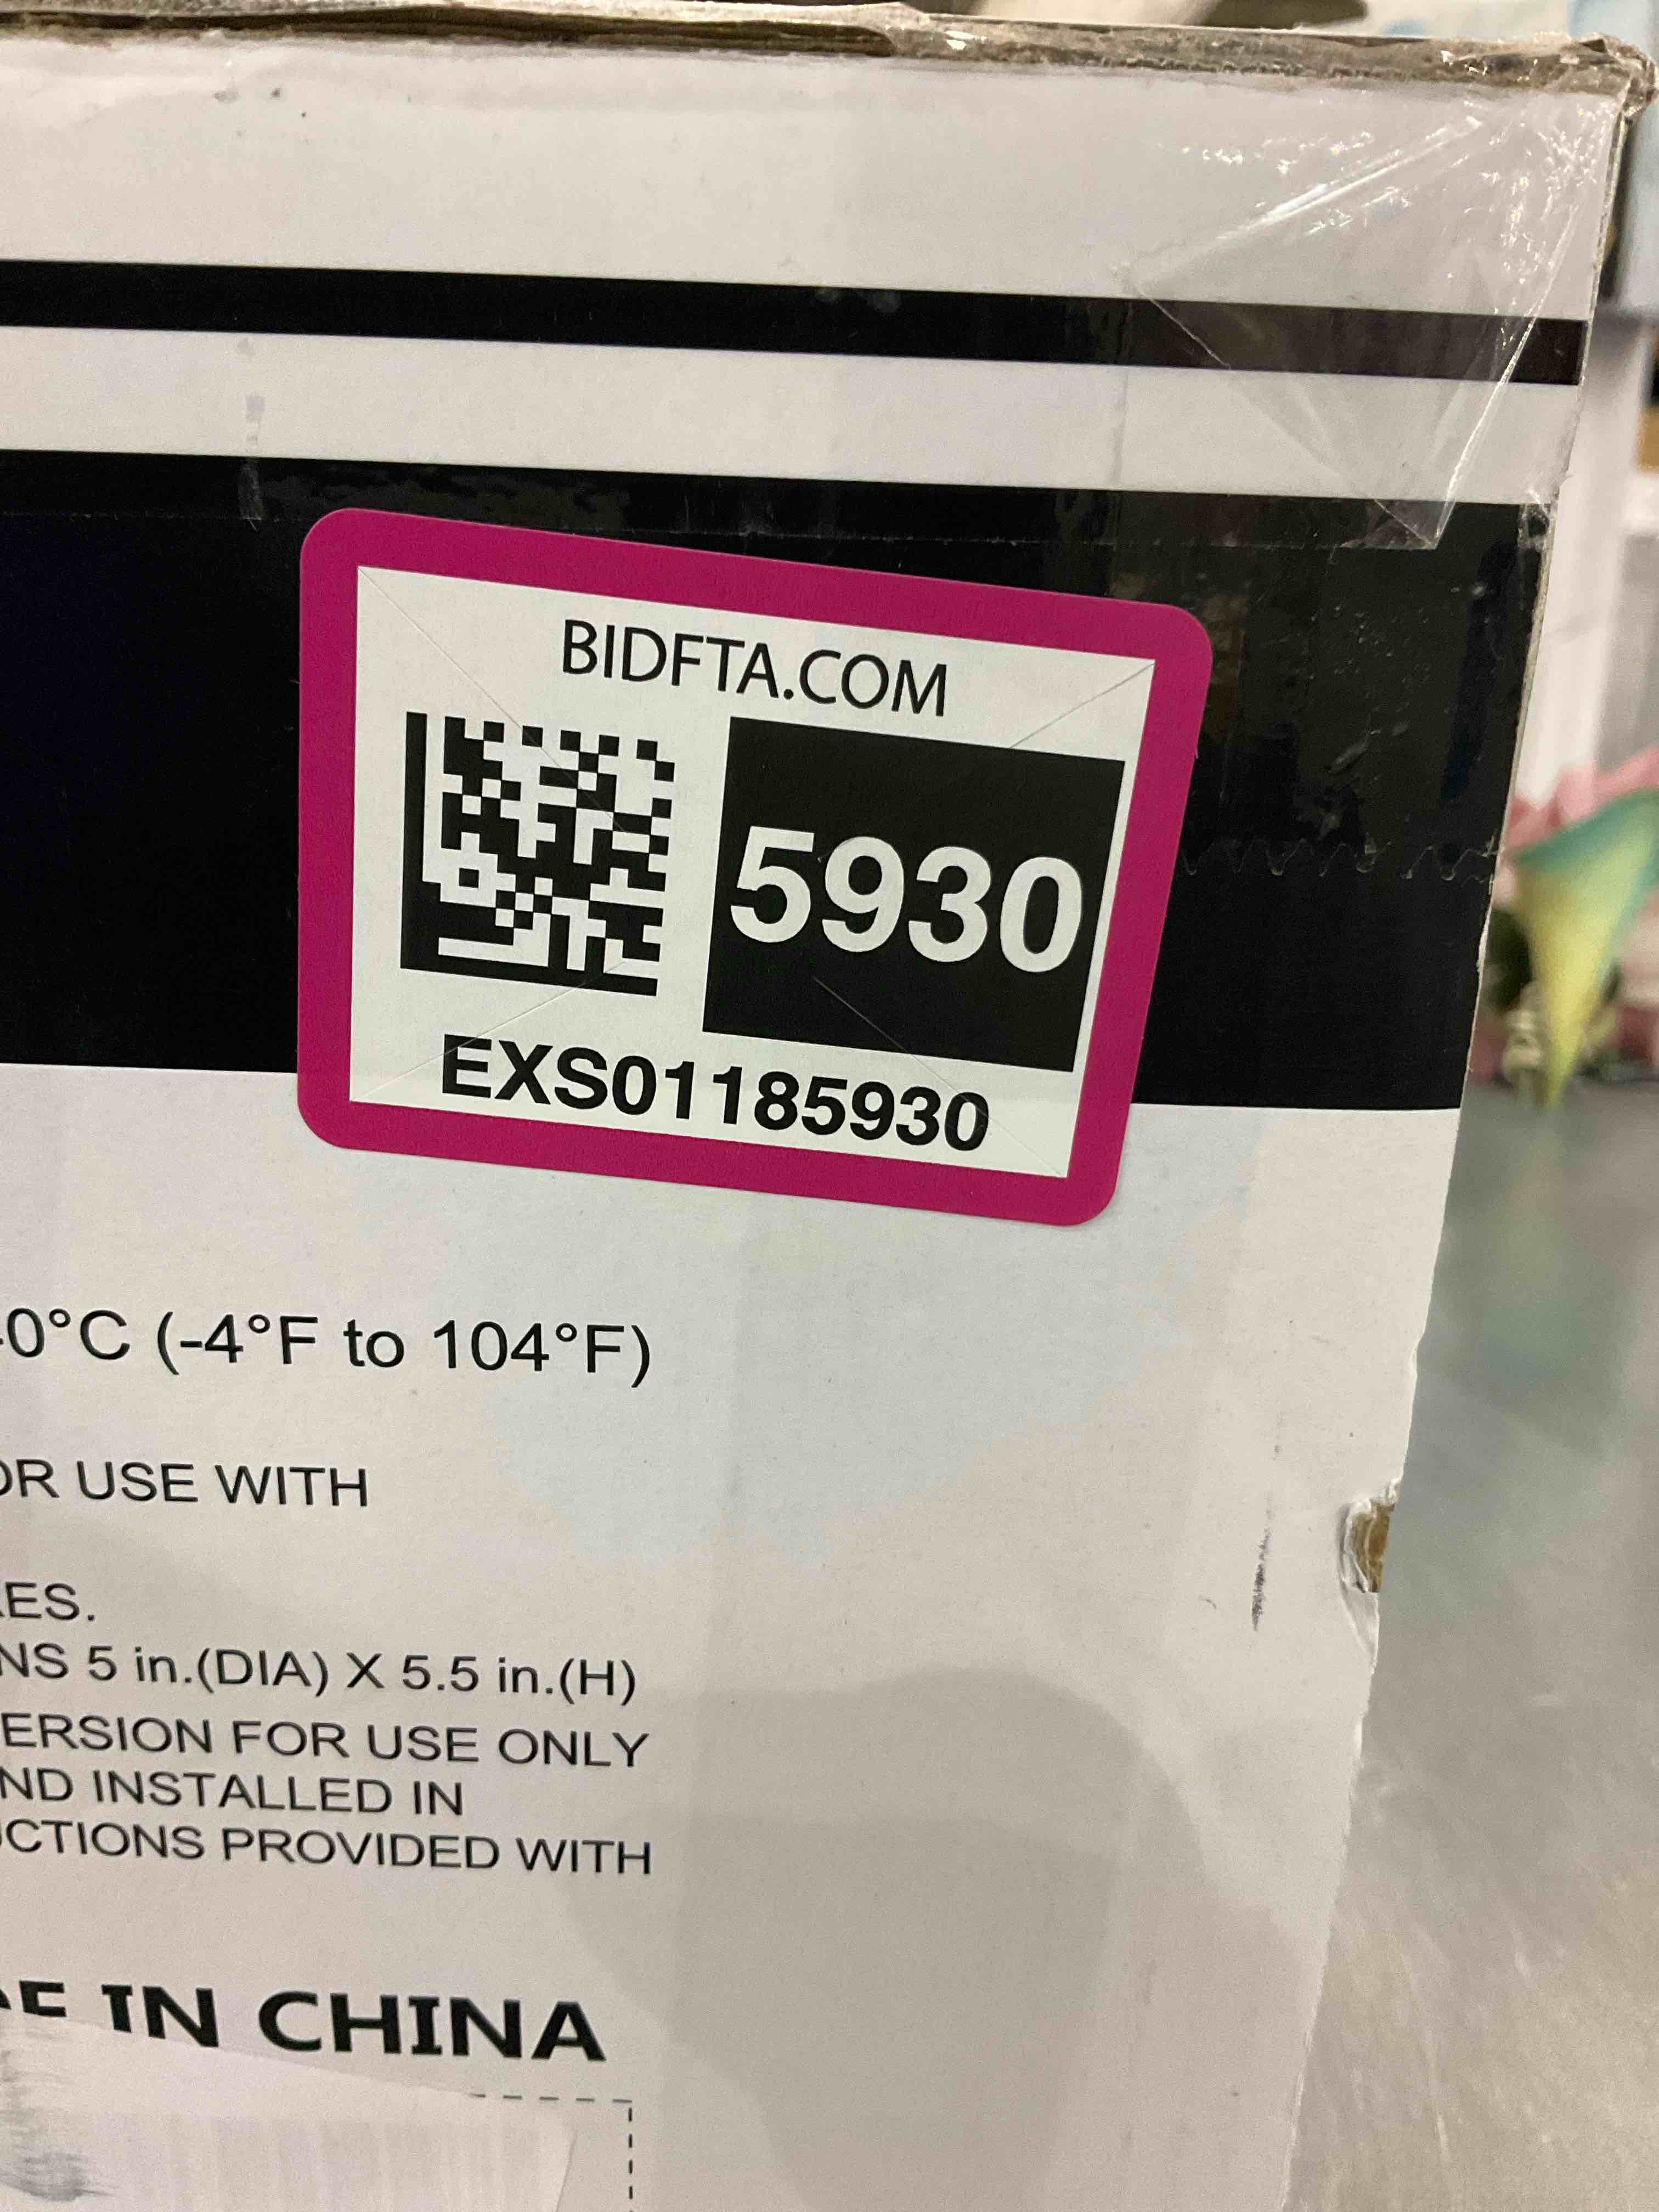 BIDFTA.COM
5930
EXS01185930
0°C (-4°F to 104°F)
OR USE WITH
ES.
NS 5 in.(DIA) X 5.5 in.(H)
ERSION FOR USE ONLY
ND INSTALLED IN
CTIONS PROVIDED WITH
IN CHINA